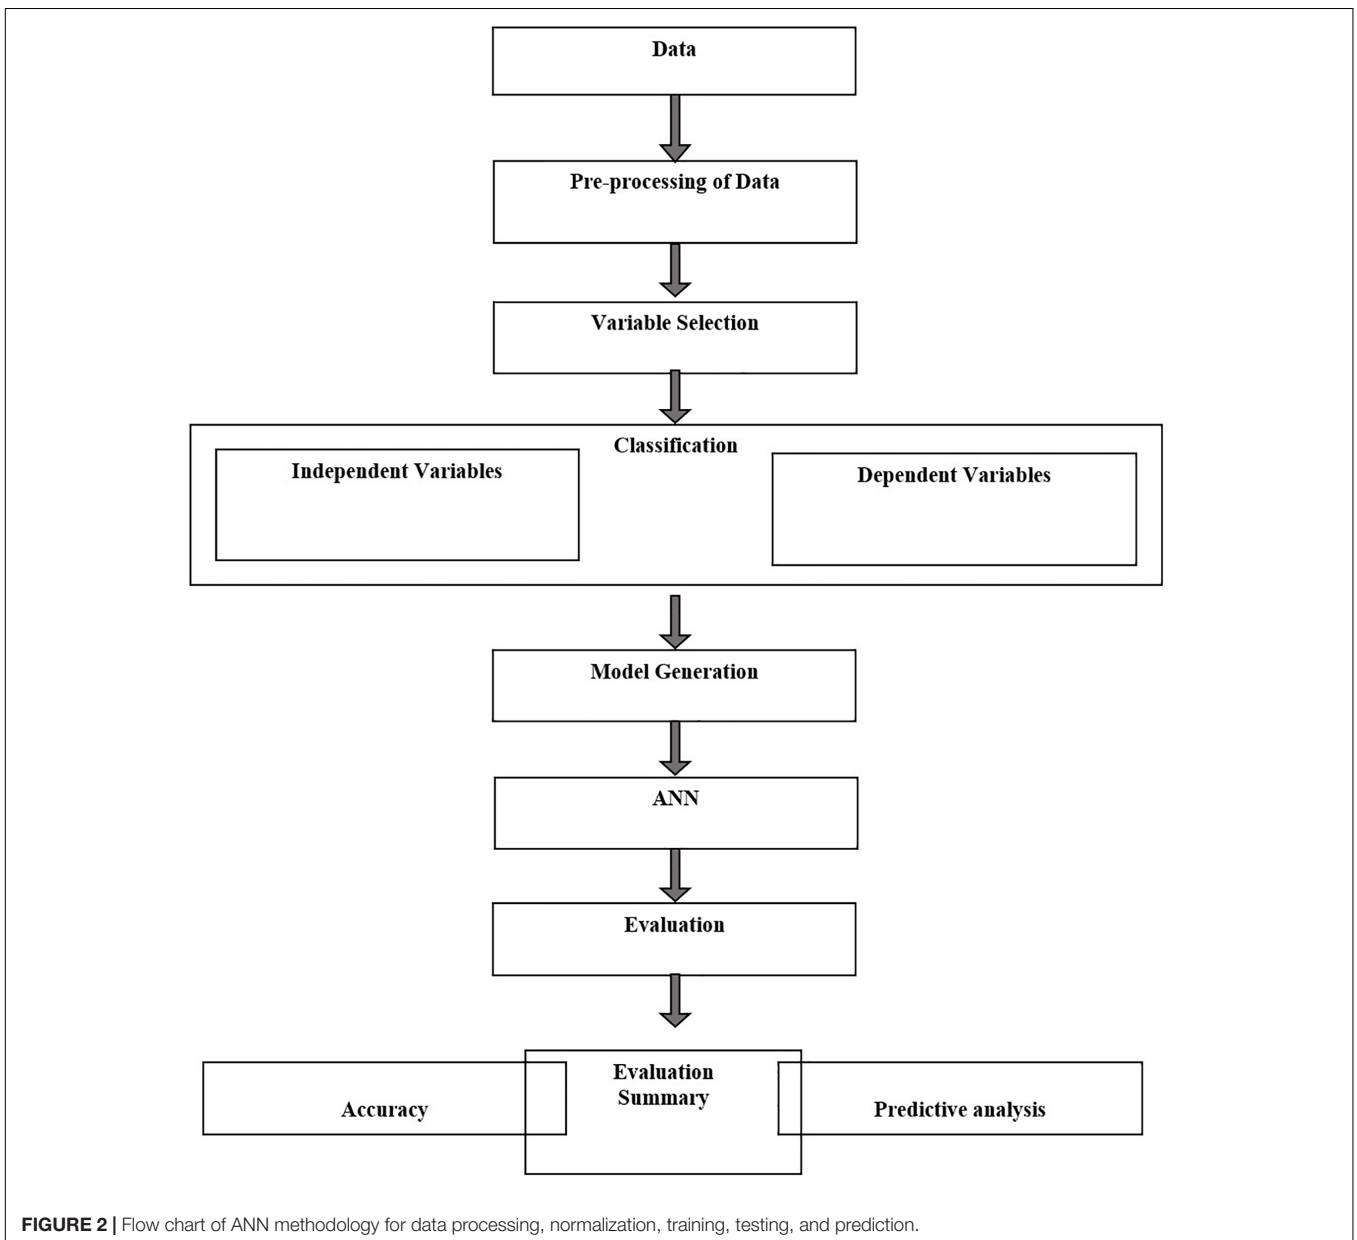 Data
Pre-processing of Data
Variable Selection
Classification
Independent Variables
Dependent Variables
Model Generation
ANN
Evaluation
Evaluation
Summary
Accuracy
Predictive analysis
FIGURE 2 | Flow chart of ANN methodology for data processing, normalization, training, testing, and prediction.